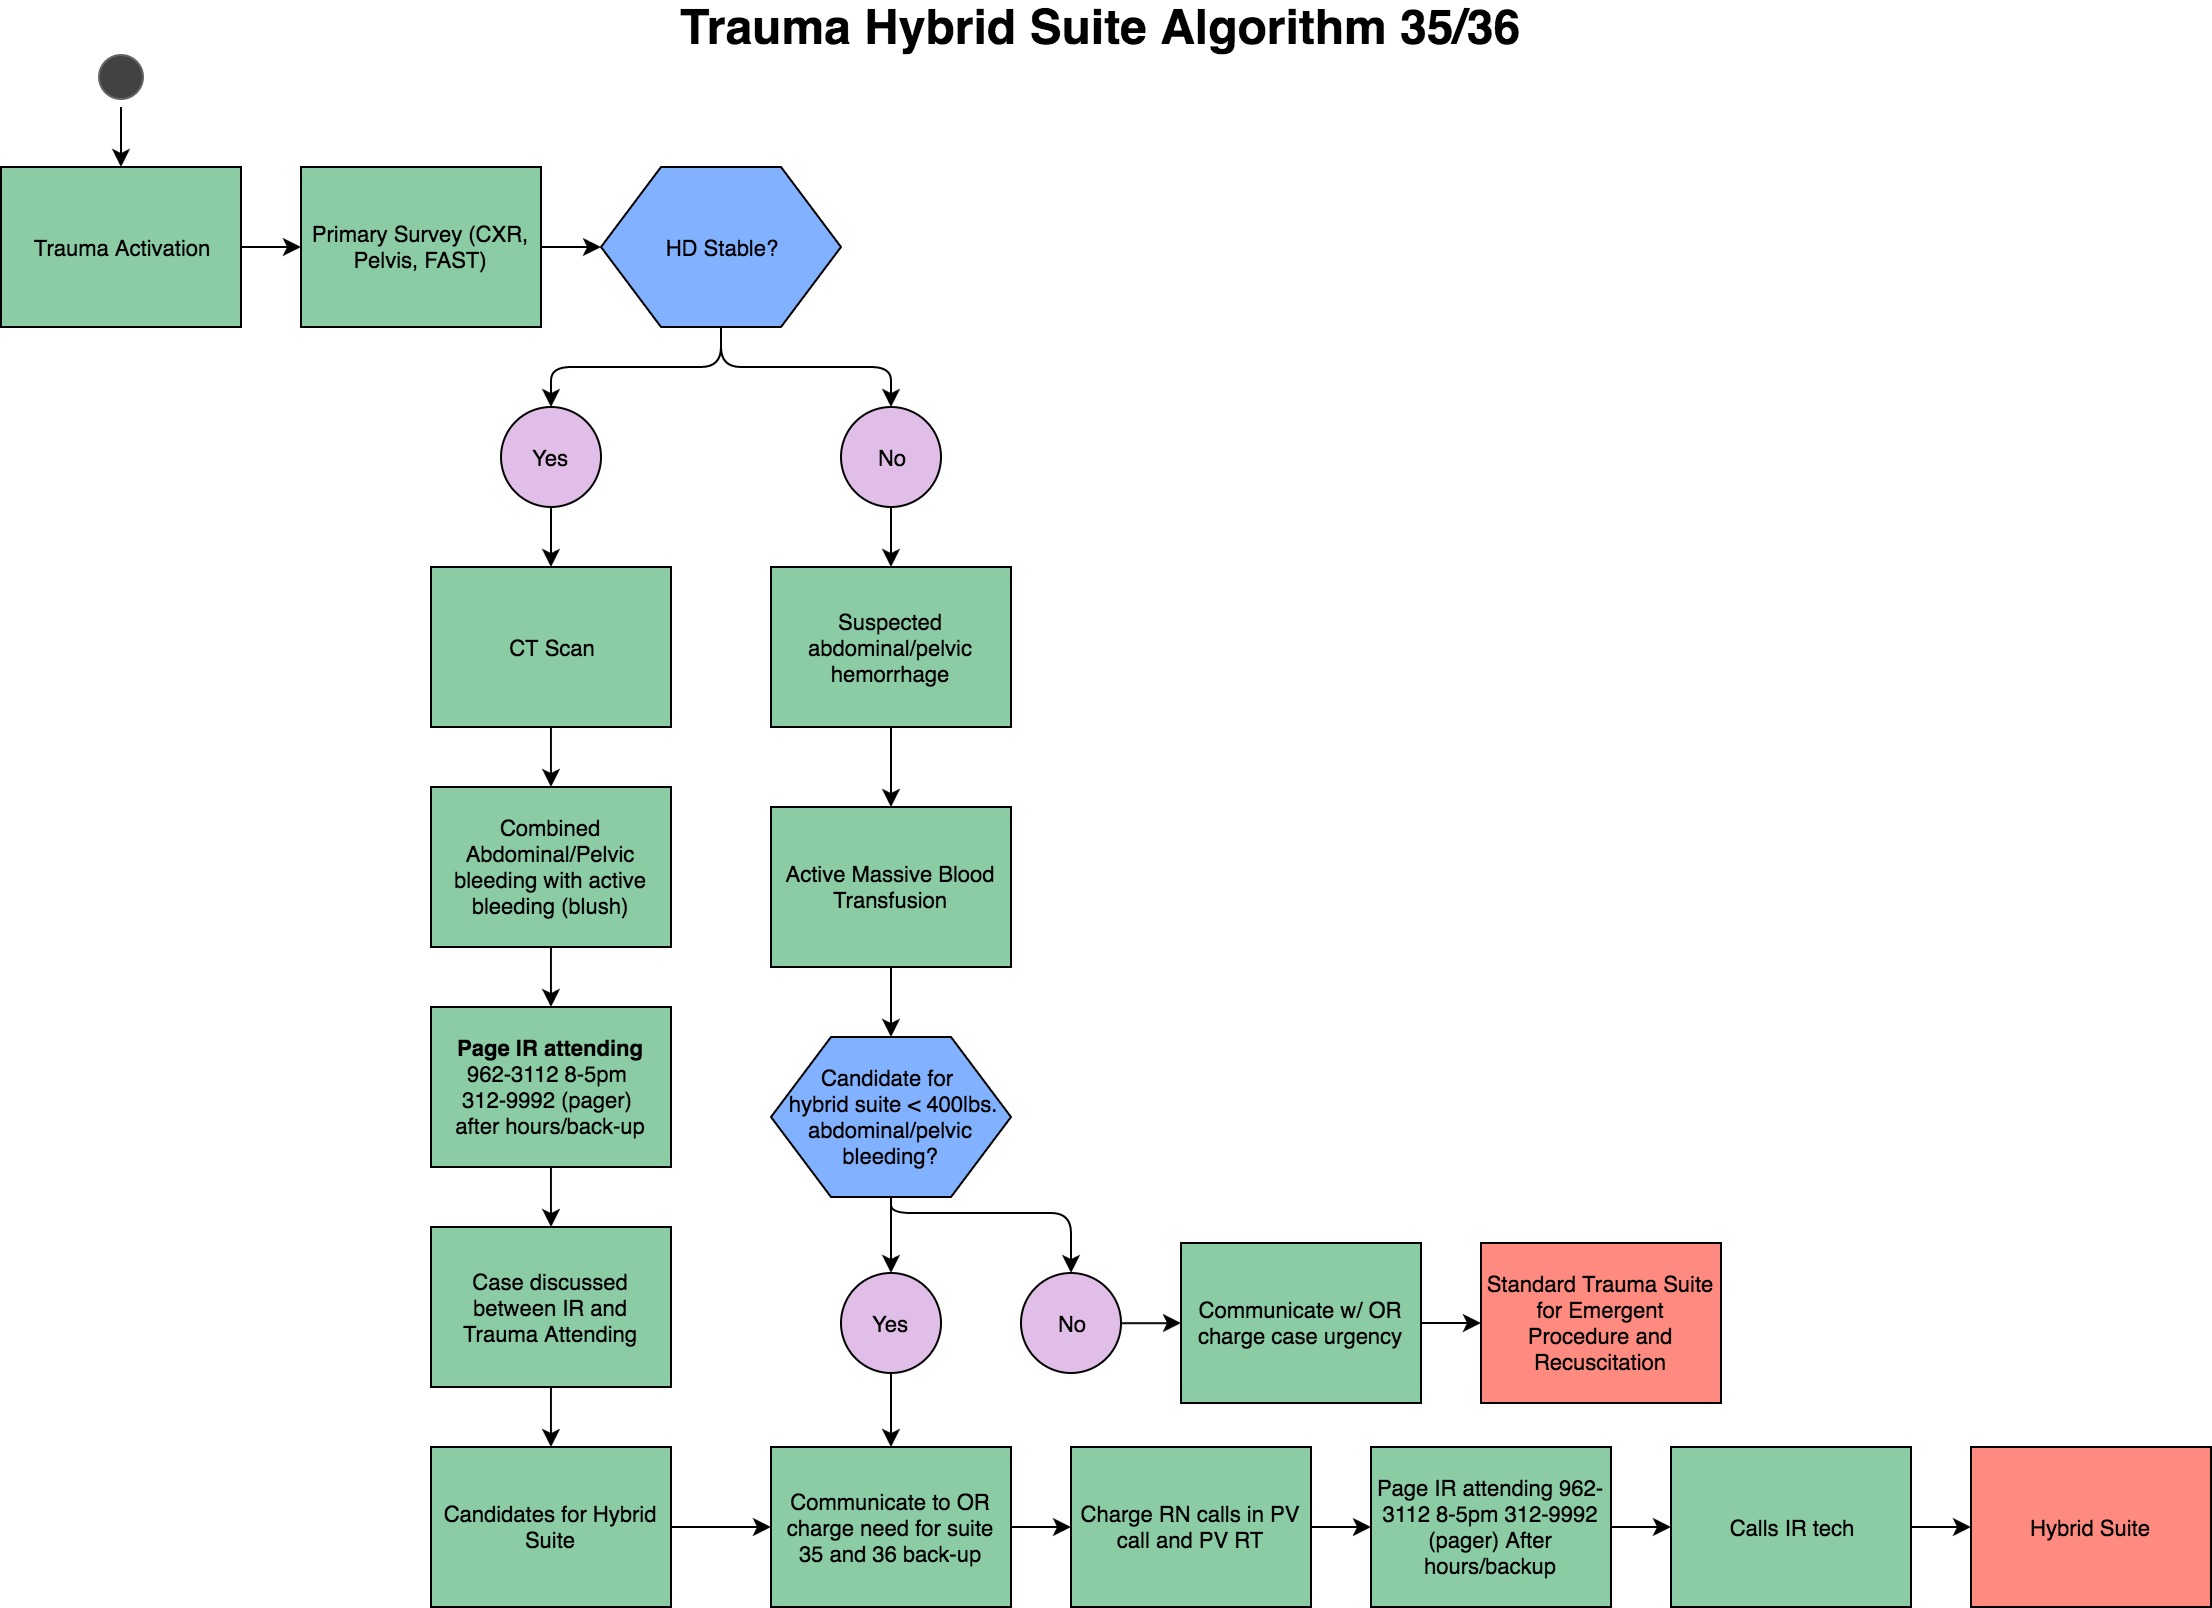 Trauma Hybrid Suite Algorithm 35/36
Trauma Activation
Primary Survey (CXR,
Pelvis, FAST)
HD Stable?
Yes
No
CT Scan
Suspected
abdominal/pelvic
hemorrhage
Combined
Abdominal/Pelvic
bleeding with active
bleeding (blush)
Active Massive Blood
Transfusion
Page IR attending
962-3112 8-5pm
312-9992 (pager)
after hours/back-up
Candidate for
hybrid suite < 400lbs.
abdominal/pelvic
bleeding?
Case discussed
between IR and
Trauma Attending
Yes
No
Communicate w/ OR
charge case urgency
Standard Trauma Suite
for Emergent
Procedure and
Recuscitation
Candidates for Hybrid
Suite
Communicate to OR
charge need for suite
35 and 36 back-up
Charge RN calls in PV
call and PV RT
Page IR attending 962-
3112 8-5pm 312-9992
(pager) After
hours/backup
Calls IR tech
Hybrid Suite